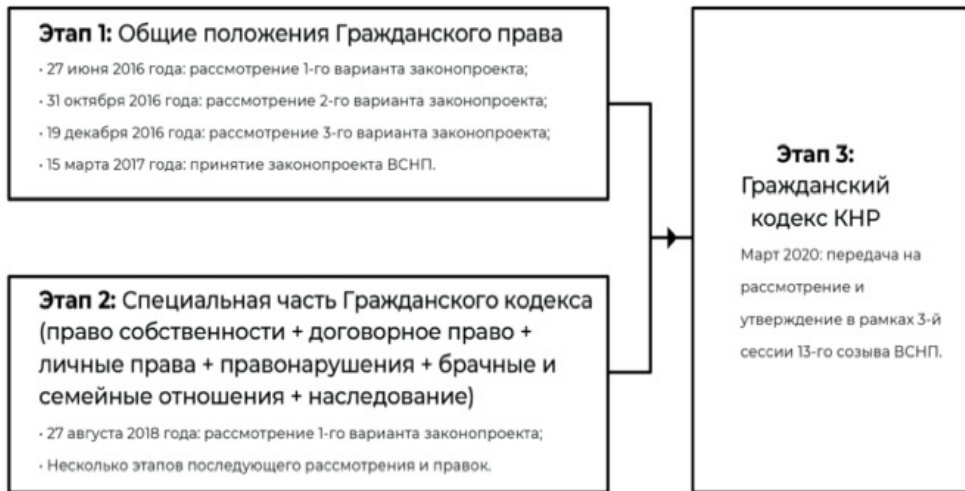 Этап 1: Общие положения Гражданского права
• 27 июня 2016 года: рассмотрение 1-го варианта законопроекта;
• 31 октября 2016 года: рассмотрение 2-го варианта законопроекта;
• 19 декабря 2016 года: рассмотрение 3-го варианта законопроекта;
• 15 марта 2017 года: принятие законопроекта ВСНП.
Этап 2: Специальная часть Гражданского кодекса
(право собственности + договорное право +
личные права + правонарушения + брачные и
семейные отношения + наследование)
• 27 августа 2018 года: рассмотрение 1-го варианта законопроекта;
• Несколько этапов последующего рассмотрения и правок.
Этап 3:
Гражданский
кодекс КНР
Март 2020: передача на
рассмотрение и
утверждение в рамках 3-й
сессии 13-го созыва ВСНП.